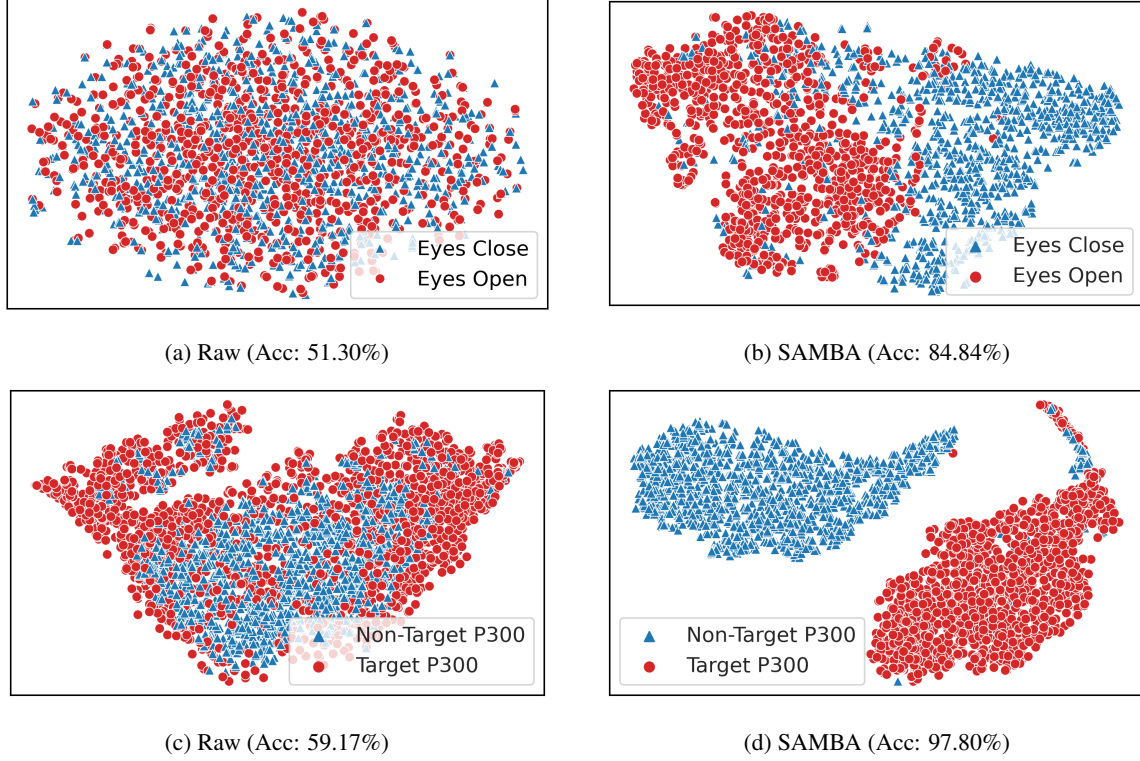 Eyes Close
Eyes Open
(a) Raw (Acc: 51.30%)
Eyes Close
Eyes Open
(b) SAMBA (Acc: 84.84%)
Non-Target P300
Target P300
(c) Raw (Acc: 59.17%)
Non-Target P300
Target P300
(d) SAMBA (Acc: 97.80%)